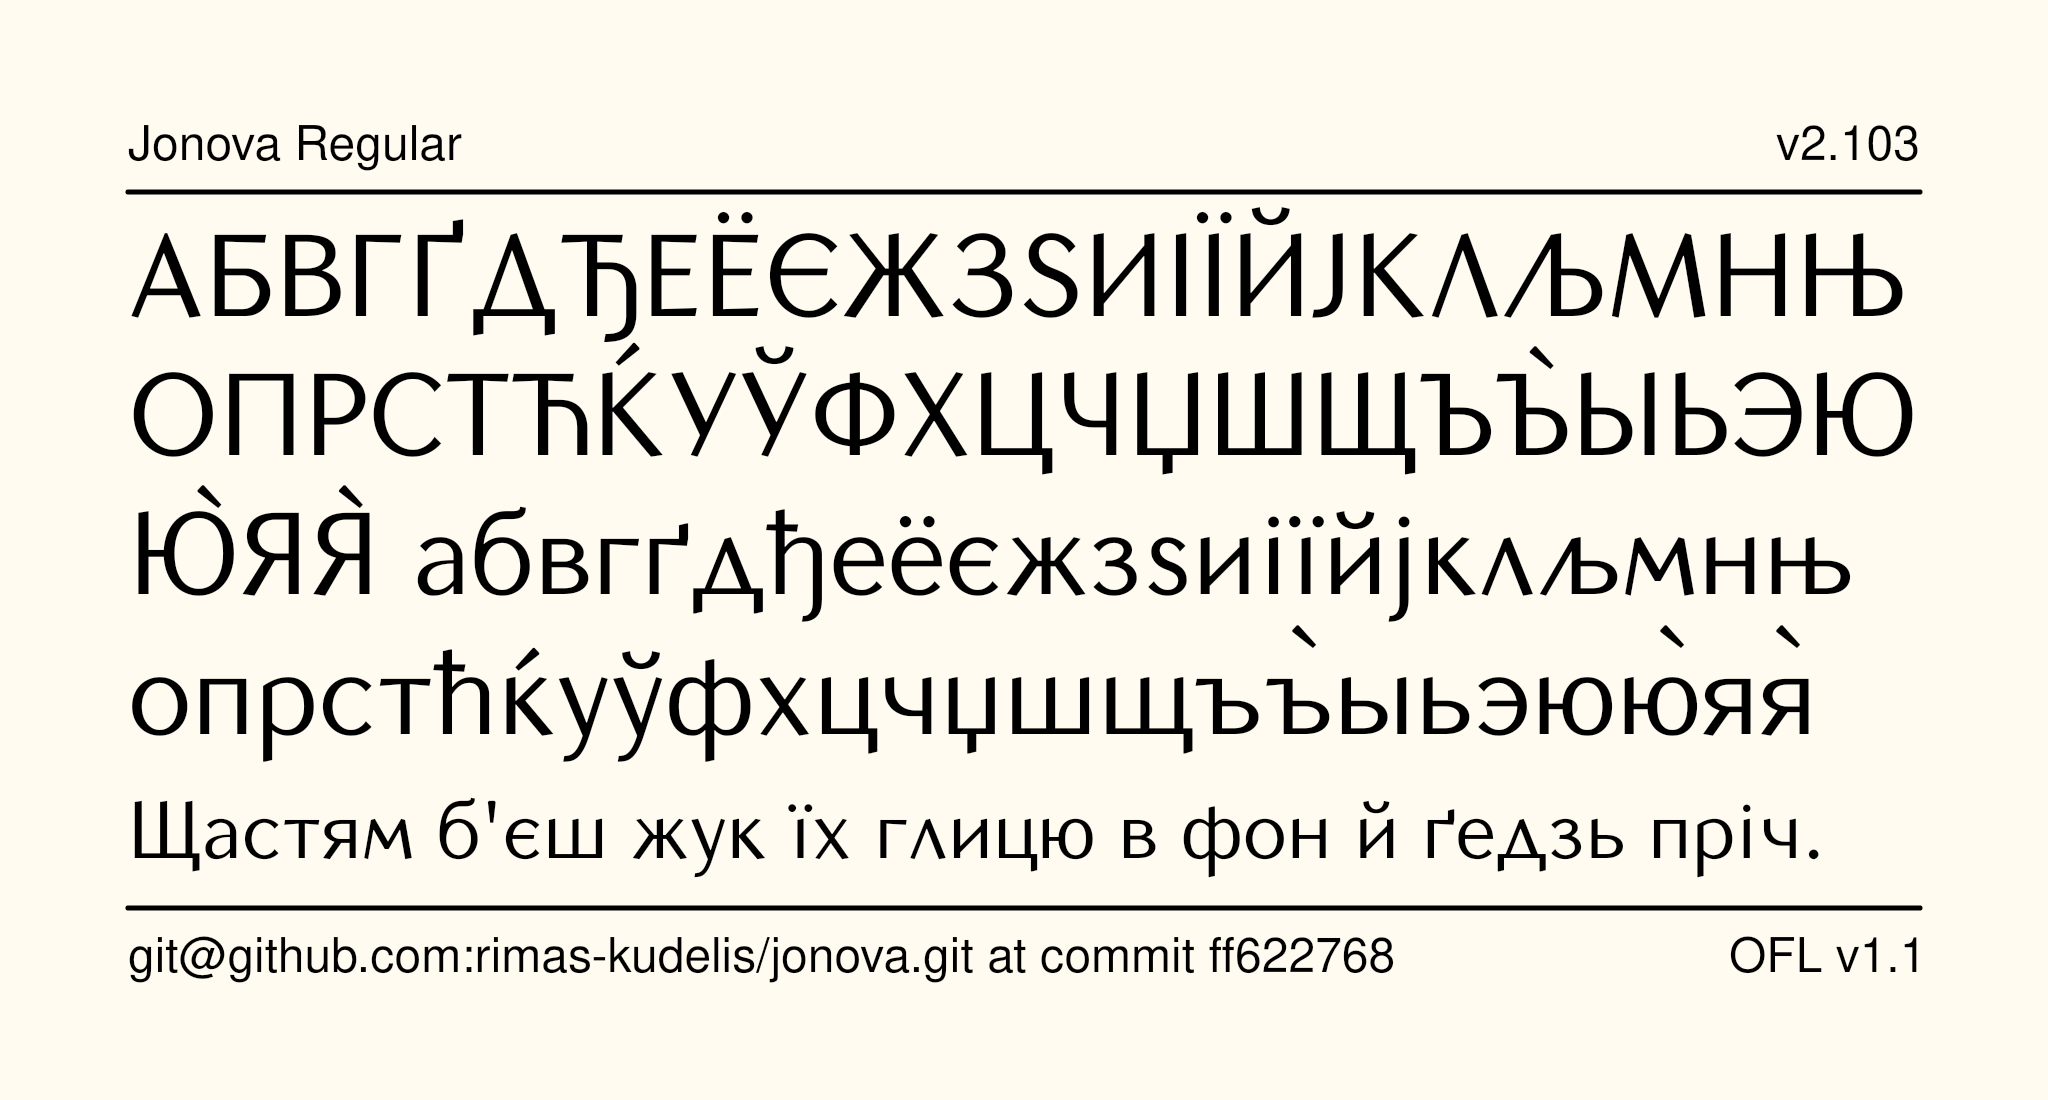 Jonova Regular
v2.103
АБВГҐДЂЕЁЄЖЗЅИІЇЙЈКЛЉМНЊ
ОПРСТЋЌУЎФХЦЧЏШЩЪЪ̀ЫЬЭЮ
Ю̀ЯЯ̀ абвгґдђеёєжзѕиіїйјклљмнњ
опрстћќуўфхцчџшщъъ̀ыьэюю̀яя̀
Щастям б'єш жук їх глицю в фон й ґедзь пріч.
git@github.com:rimas-kudelis/jonova.git at commit ff622768
OFL v1.1